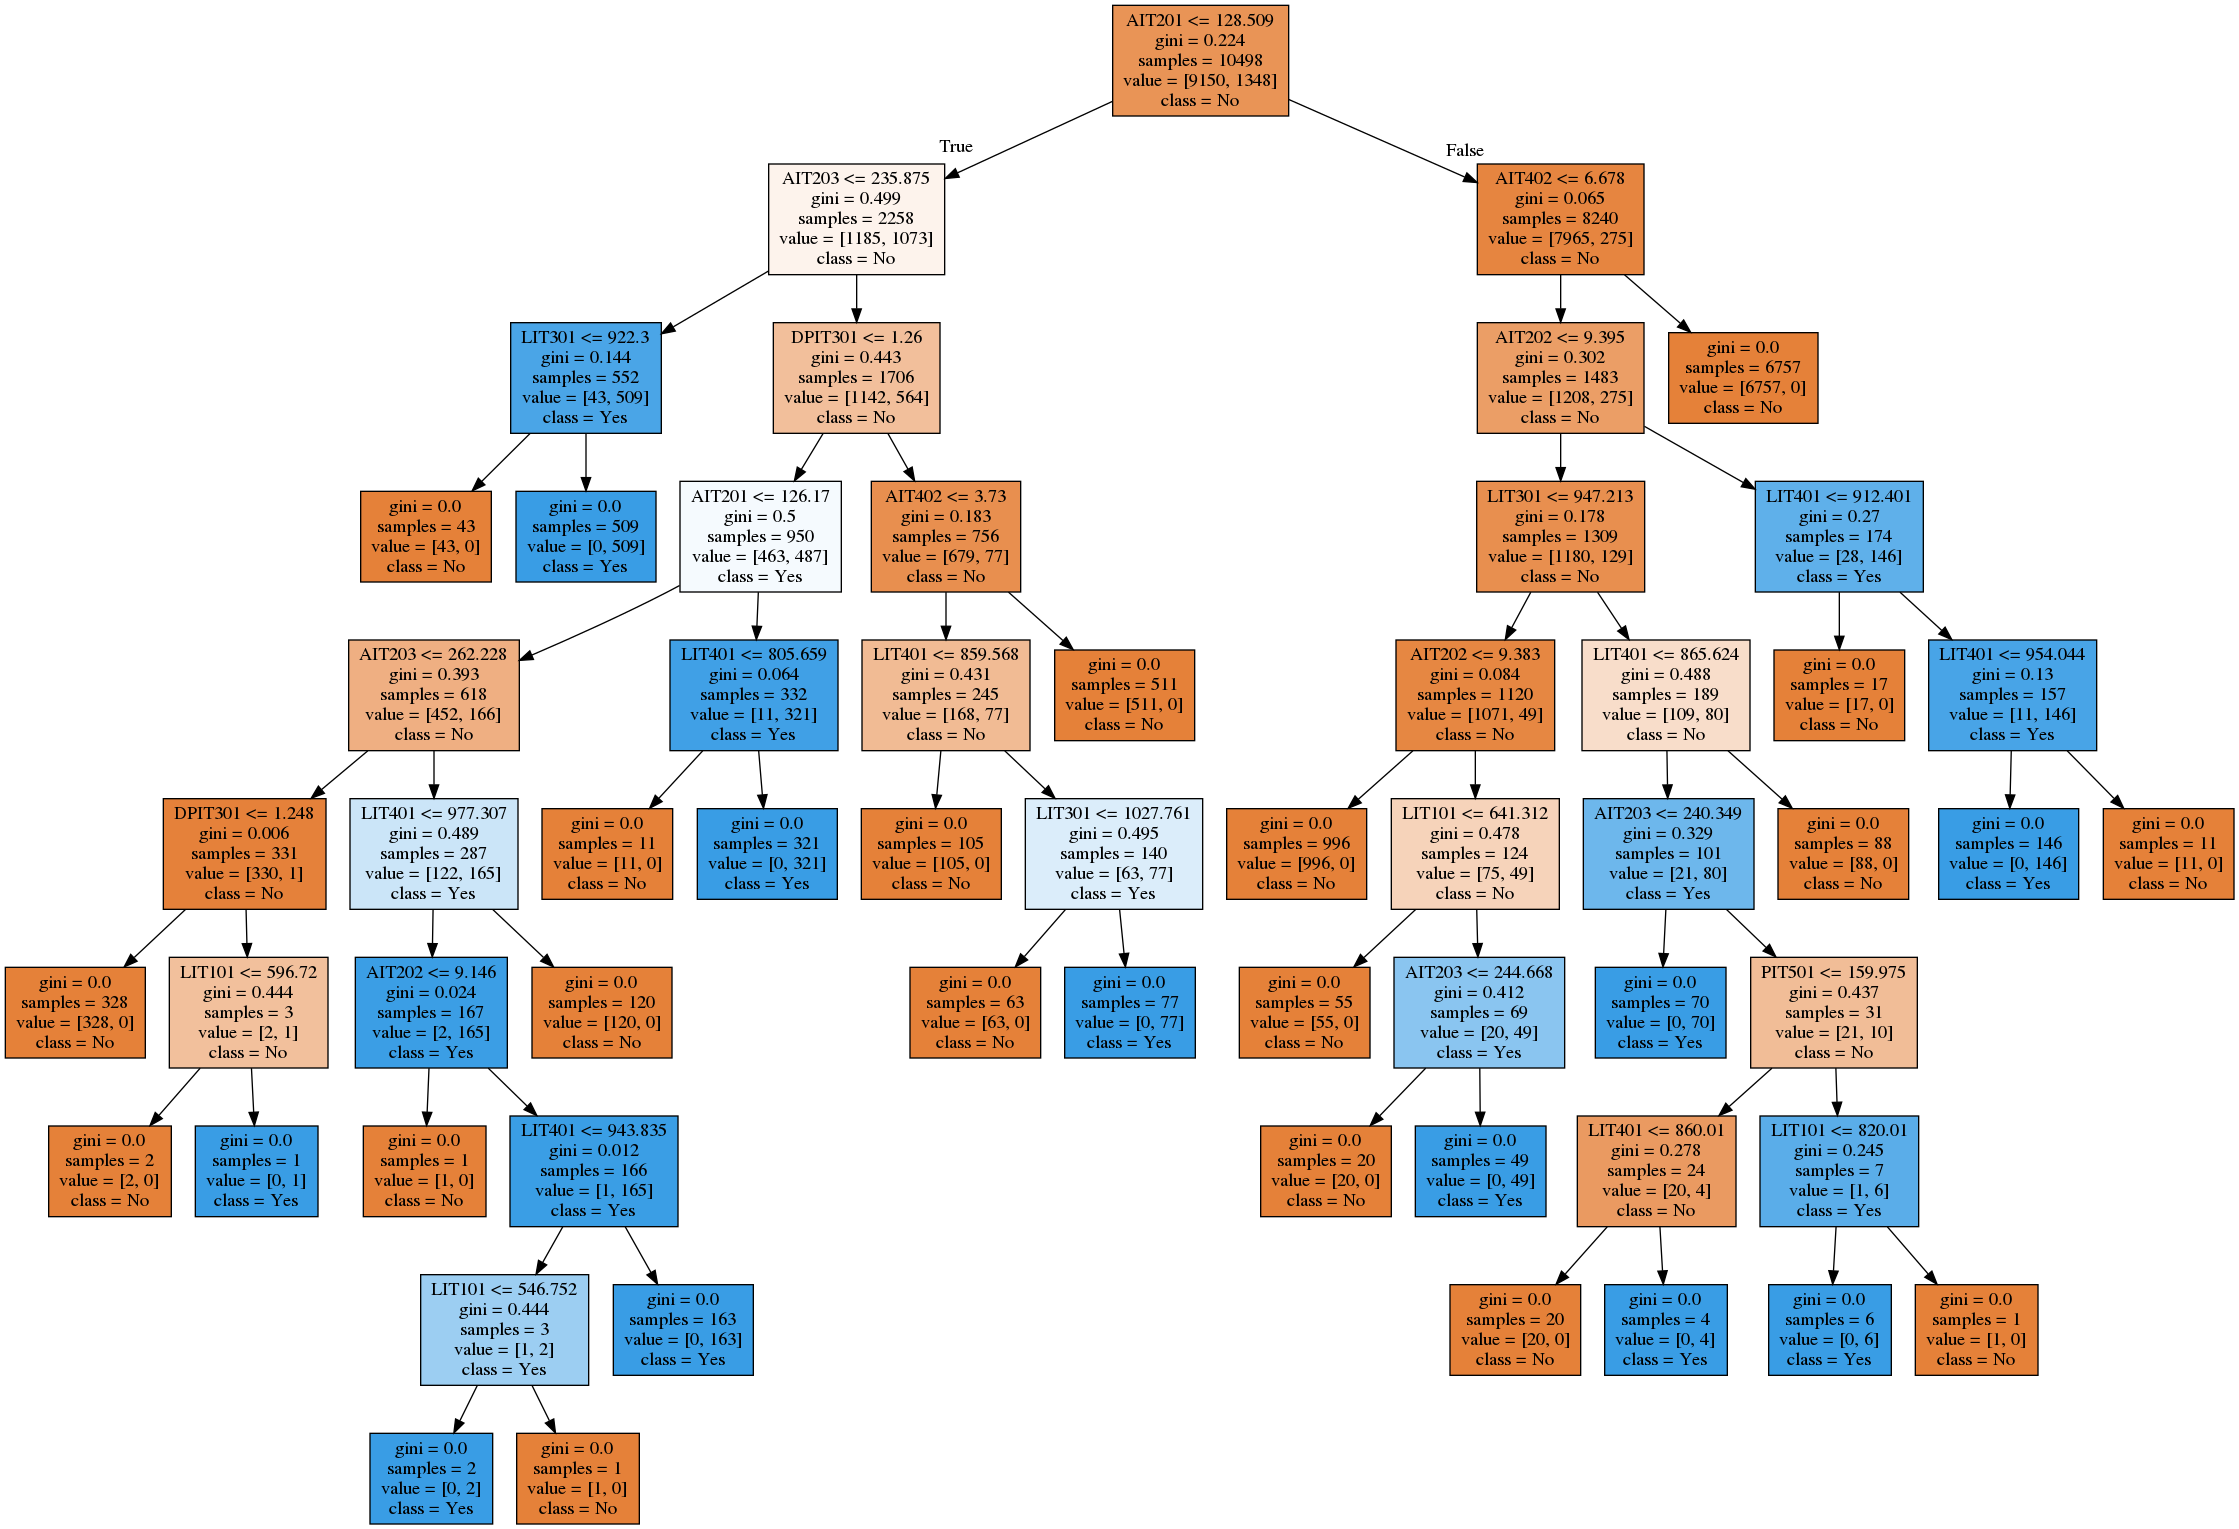 AIT201 <= 128.509
gini = 0.224
samples = 10498
value = [9150, 1348]
class = No
True
False
AIT203 <= 235.875
gini = 0.499
samples = 2258
value = [1185, 1073]
class = No
AIT402 <= 6.678
gini = 0.065
samples = 8240
value = [7965, 275]
class = No
LIT301 <= 922.3
gini = 0.144
samples = 552
value = [43, 509]
class = Yes
DPIT301 <= 1.26
gini = 0.443
samples = 1706
value = [1142, 564]
class = No
AIT202 <= 9.395
gini = 0.302
samples = 1483
value = [1208, 275]
class = No
gini = 0.0
samples = 6757
value = [6757, 0]
class = No
gini = 0.0
samples = 43
value = [43, 0]
class = No
gini = 0.0
samples = 509
value = [0, 509]
class = Yes
AIT201 <= 126.17
gini = 0.5
samples = 950
value = [463, 487]
class = Yes
AIT402 <= 3.73
gini = 0.183
samples = 756
value = [679, 77]
class = No
LIT301 <= 947.213
gini = 0.178
samples = 1309
value = [1180, 129]
class = No
LIT401 <= 912.401
gini = 0.27
samples = 174
value = [28, 146]
class = Yes
AIT203 <= 262.228
gini = 0.393
samples = 618
value = [452, 166]
class = No
LIT401 <= 805.659
gini = 0.064
samples = 332
value = [11, 321]
class = Yes
LIT401 <= 859.568
gini = 0.431
samples = 245
value = [168, 77]
class = No
gini = 0.0
samples = 511
value = [511, 0]
class = No
AIT202 <= 9.383
gini = 0.084
samples = 1120
value = [1071, 49]
class = No
LIT401 <= 865.624
gini = 0.488
samples = 189
value = [109, 80]
class = No
gini = 0.0
samples = 17
value = [17, 0]
class = No
LIT401 <= 954.044
gini = 0.13
samples = 157
value = [11, 146]
class = Yes
DPIT301 <= 1.248
gini = 0.006
samples = 331
value = [330, 1]
class = No
LIT401 <= 977.307
gini = 0.489
samples = 287
value = [122, 165]
class = Yes
gini = 0.0
samples = 11
value = [11, 0]
class = No
gini = 0.0
samples = 321
value = [0, 321]
class = Yes
gini = 0.0
samples = 105
value = [105, 0]
class = No
LIT301 <= 1027.761
gini = 0.495
samples = 140
value = [63, 77]
class = Yes
gini = 0.0
samples = 996
value = [996, 0]
class = No
LIT101 <= 641.312
gini = 0.478
samples = 124
value = [75, 49]
class = No
AIT203 <= 240.349
gini = 0.329
samples = 101
value = [21, 80]
class = Yes
gini = 0.0
samples = 88
value = [88, 0]
class = No
gini = 0.0
samples = 146
value = [0, 146]
class = Yes
gini = 0.0
samples = 11
value = [11, 0]
class = No
gini = 0.0
samples = 328
value = [328, 0]
class = No
LIT101 <= 596.72
gini = 0.444
samples = 3
value = [2, 1]
class = No
AIT202 <= 9.146
gini = 0.024
samples = 167
value = [2, 165]
class = Yes
gini = 0.0
samples = 120
value = [120, 0]
class = No
gini = 0.0
samples = 63
value = [63, 0]
class = No
gini = 0.0
samples = 77
value = [0, 77]
class = Yes
gini = 0.0
samples = 55
value = [55, 0]
class = No
AIT203 <= 244.668
gini = 0.412
samples = 69
value = [20, 49]
class = Yes
gini = 0.0
samples = 70
value = [0, 70]
class = Yes
PIT501 <= 159.975
gini = 0.437
samples = 31
value = [21, 10]
class = No
gini = 0.0
samples = 2
value = [2, 0]
class = No
gini = 0.0
samples = 1
value = [0, 1]
class = Yes
gini = 0.0
samples = 1
value = [1, 0]
class = No
LIT401 <= 943.835
gini = 0.012
samples = 166
value = [1, 165]
class = Yes
gini = 0.0
samples = 20
value = [20, 0]
class = No
gini = 0.0
samples = 49
value = [0, 49]
class = Yes
LIT401 <= 860.01
gini = 0.278
samples = 24
value = [20, 4]
class = No
LIT101 <= 820.01
gini = 0.245
samples = 7
value = [1, 6]
class = Yes
LIT101 <= 546.752
gini = 0.444
samples = 3
value = [1, 2]
class = Yes
gini = 0.0
samples = 163
value = [0, 163]
class = Yes
gini = 0.0
samples = 20
value = [20, 0]
class = No
gini = 0.0
samples = 4
value = [0, 4]
class = Yes
gini = 0.0
samples = 6
value = [0, 6]
class = Yes
gini = 0.0
samples = 1
value = [1, 0]
class = No
gini = 0.0
samples = 2
value = [0, 2]
class = Yes
gini = 0.0
samples = 1
value = [1, 0]
class = No